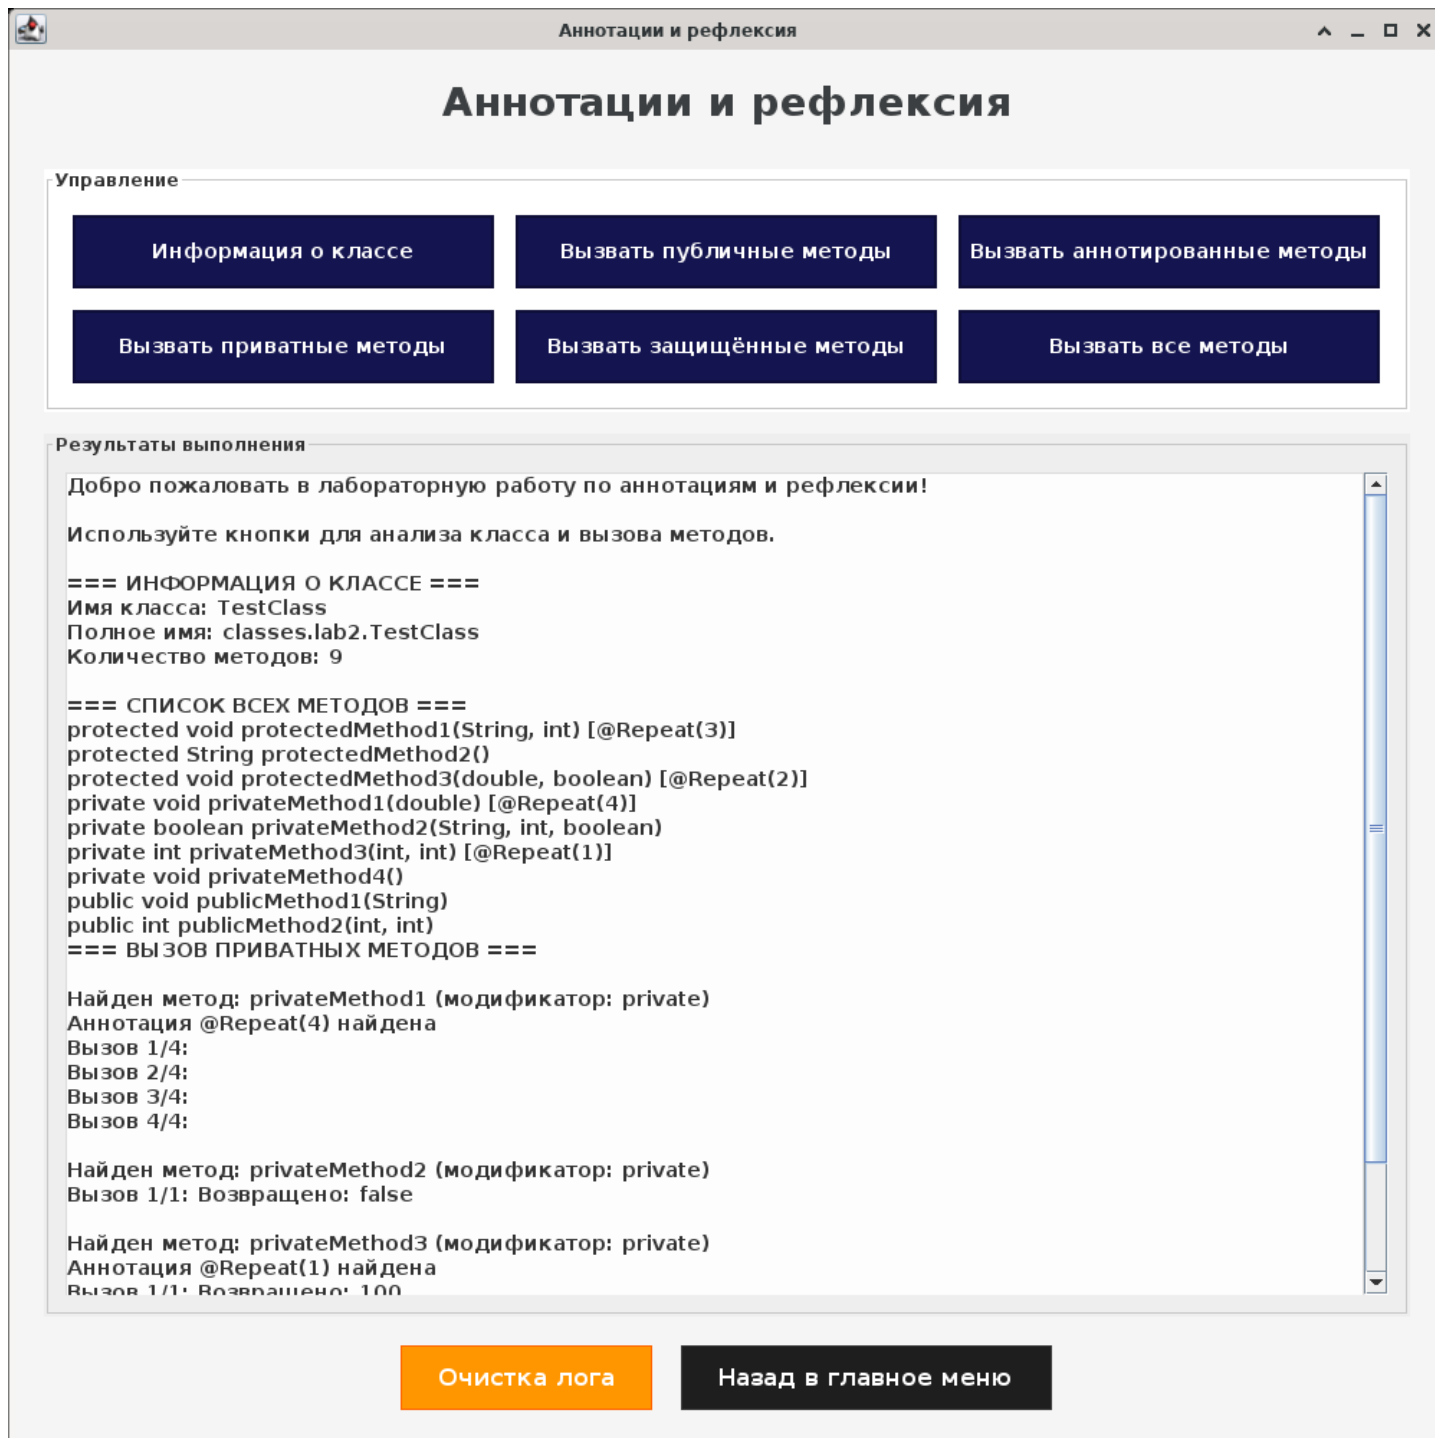 Аннотации и рефлексия
Аннотации и рефлексия
Управление
Информация о классе
Вызвать публичные методы
Вызвать аннотированные методы
Вызвать приватные методы
Вызвать защищённые методы
Вызвать все методы
Результаты выполнения
Добро пожаловать в лабораторную работу по аннотациям и рефлексии!
Используйте кнопки для анализа класса и вызова методов.
=== ИНФОРМАЦИЯ О КЛАССЕ ===
Имя класса: TestClass
Полное имя: classes.lab2.TestClass
Количество методов: 9
=== СПИСОК ВСЕХ МЕТОДОВ ===
protected void protectedMethod1(String, int) [@Repeat(3)]
protected String protectedMethod2()
protected void protectedMethod3(double, boolean) [@Repeat(2)]
private void privateMethod1(double) [@Repeat(4)]
private boolean privateMethod2(String, int, boolean)
private int privateMethod3(int, int) [@Repeat(1)]
private void privateMethod4()
public void publicMethod1(String)
public int publicMethod2(int, int)
=== ВЫЗОВ ПРИВАТНЫХ МЕТОДОВ ===
Найден метод: privateMethod1 (модификатор: private)
Аннотация @Repeat(4) найдена
Вызов 1/4:
Вызов 2/4:
Вызов 3/4:
Вызов 4/4:
Найден метод: privateMethod2 (модификатор: private)
Вызов 1/1: Возвращено: false
Найден метод: privateMethod3 (модификатор: private)
Аннотация @Repeat(1) найдена
Вызов 1/1: Возвращено: 100
Очистка лога
Назад в главное меню